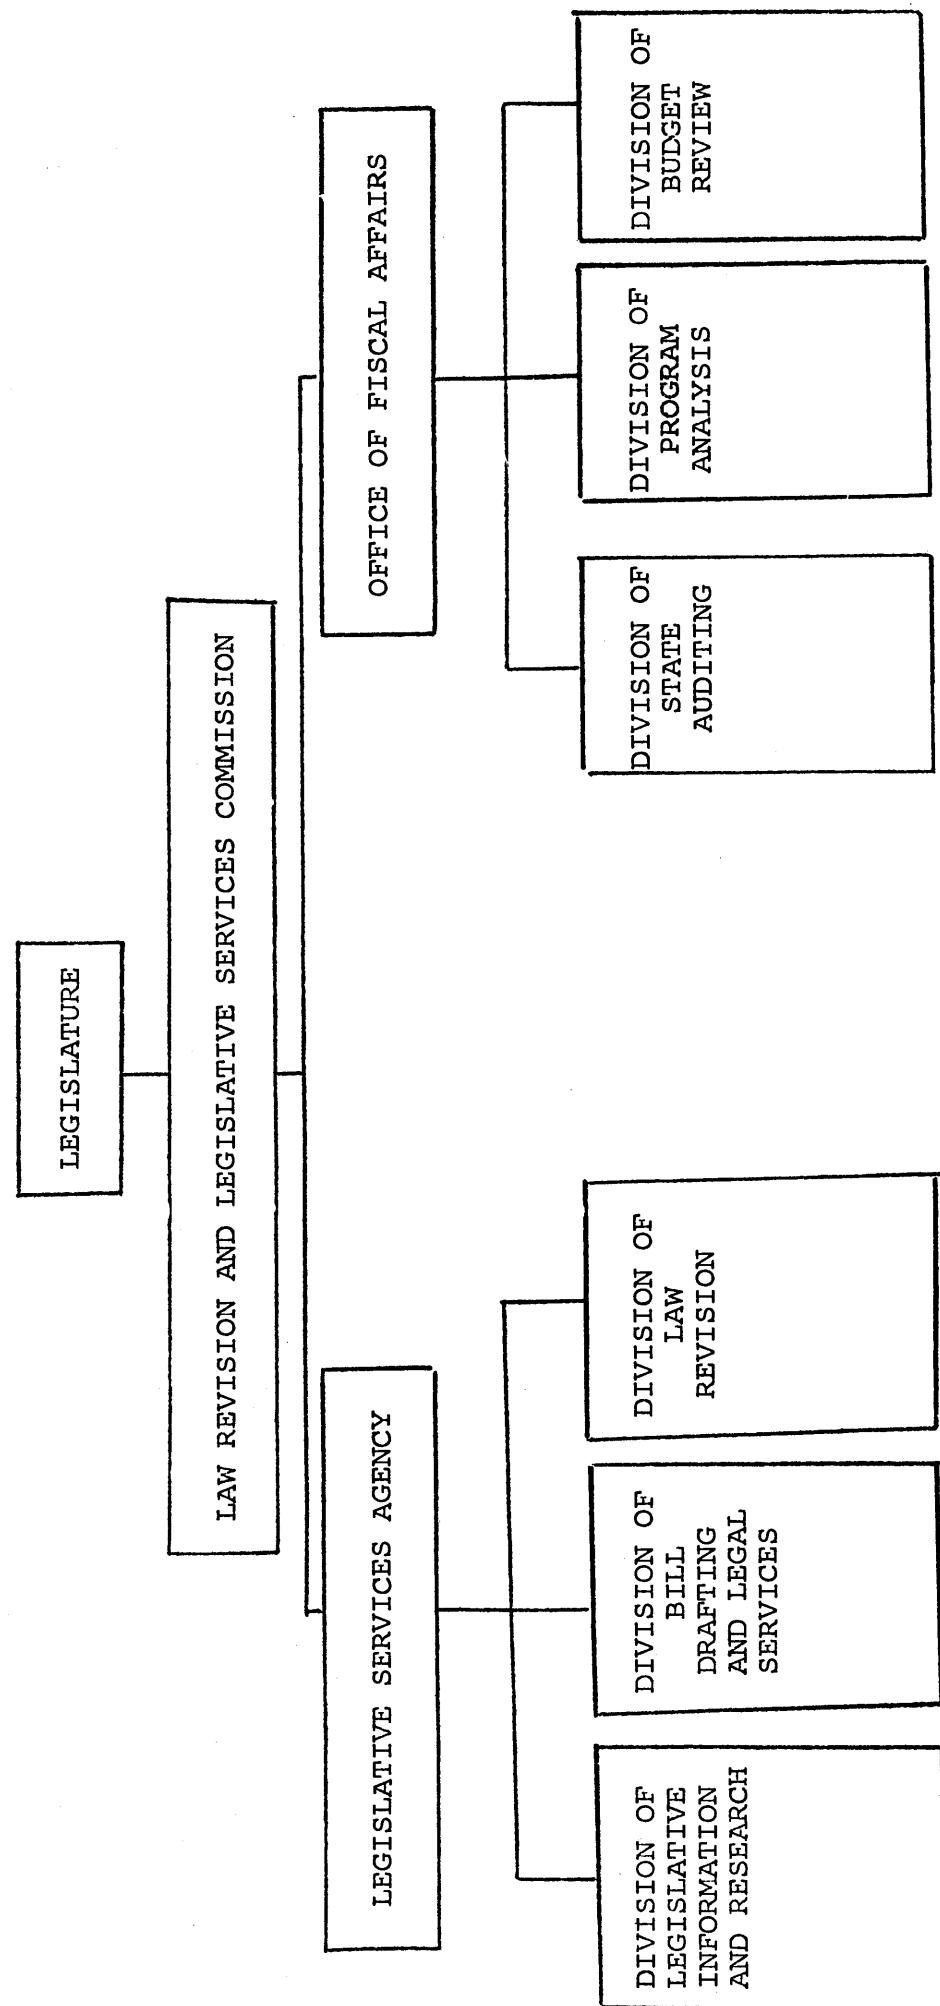 LEGISLATURE
LAW REVISION AND LEGISLATIVE SERVICES COMMISSION
LEGISLATIVE SERVICES AGENCY
OFFICE OF FISCAL AFFAIRS
DIVISION OF
LEGISLATIVE
INFORMATION
AND RESEARCH
DIVISION OF
BILL
DRAFTING
AND LEGAL
SERVICES
DIVISION OF
LAW
REVISION
DIVISION OF
STATE
AUDITING
DIVISION OF
PROGRAM
ANALYSIS
DIVISION OF
BUDGET
REVIEW